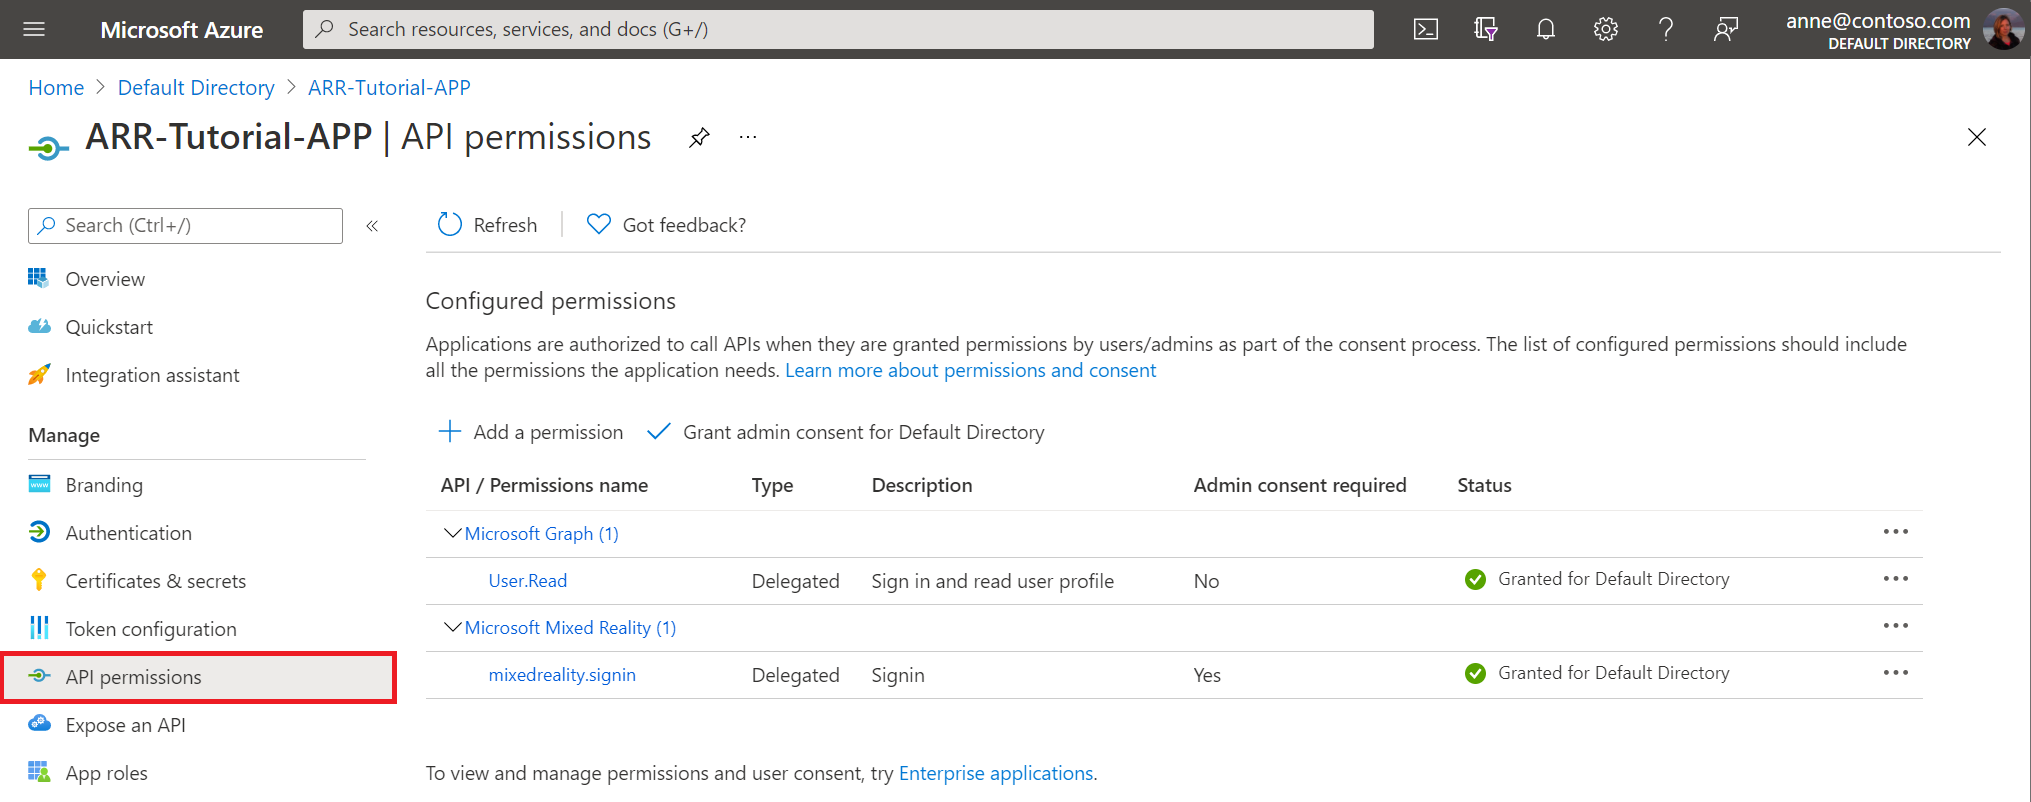 Microsoft Azure
Search resources, services, and docs (G+/)
anne@contoso.com
DEFAULT DIRECTORY
Home > Default Directory > ARR-Tutorial-APP
ARR-Tutorial-APP | API permissions
Search (Ctrl+/)
Overview
Quickstart
Integration assistant
Manage
Branding
Authentication
Certificates & secrets
Token configuration
API permissions
Expose an API
App roles
Refresh
Got feedback?
Configured permissions
Applications are authorized to call APIs when they are granted permissions by users/admins as part of the consent process. The list of configured permissions should include
all the permissions the application needs. Learn more about permissions and consent
Add a permission
Grant admin consent for Default Directory
API / Permissions name Type Description Admin consent required Status
Microsoft Graph (1)
User.Read Delegated Sign in and read user profile No Granted for Default Directory
Microsoft Mixed Reality (1)
mixedreality.signin Delegated Signin Yes Granted for Default Directory
To view and manage permissions and user consent, try Enterprise applications.